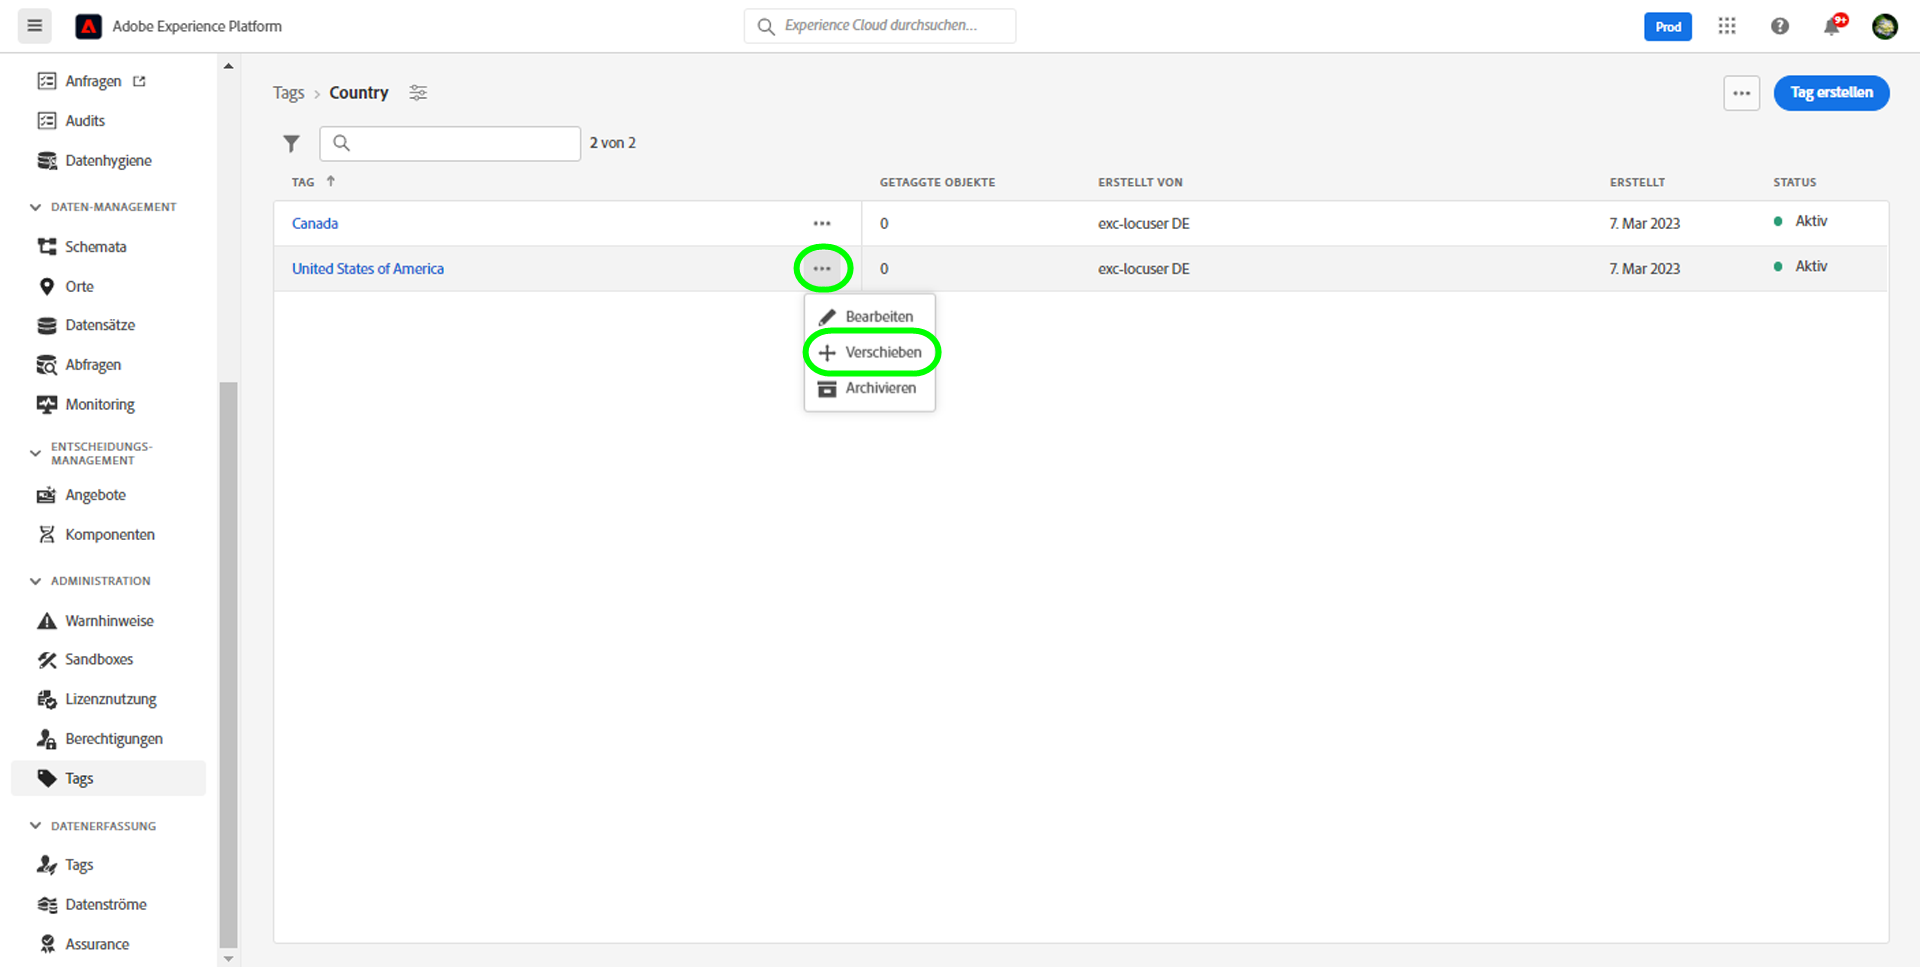 Adobe Experience Platform
Experience Cloud durchsuchen...
Prod
9+
Anfragen
Audits
Datenhygiene
DATEN-MANAGEMENT
Schemata
Orte
Datensätze
Abfragen
Monitoring
ENTSCHEIDUNGS-
MANAGEMENT
Angebote
Komponenten
ADMINISTRATION
Warnhinweise
Sandboxes
Lizenznutzung
Berechtigungen
Tags
DATENERFASSUNG
Tags
Datenströme
Assurance
Tags > Country
Tag erstellen
2 von 2
TAG GETAGGTE OBJEKTE ERSTELLT VON ERSTELLT STATUS
Canada 0 exc-locuser DE 7. Mar 2023 Aktiv
United States of America 0 exc-locuser DE 7. Mar 2023 Aktiv
Bearbeiten
Verschieben
Archivieren